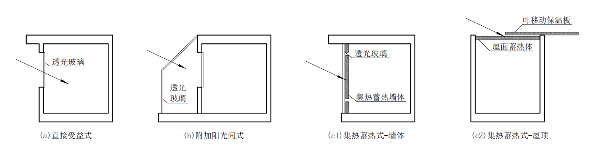 透光玻璃
(a)直接受益式
透光
玻璃
(b)附加阳光间式
透光玻璃
集热蓄热墙体
(c1)集热蓄热式-墙体
可移动保温板
屋面蓄热体
(c2)集热蓄热式-屋顶